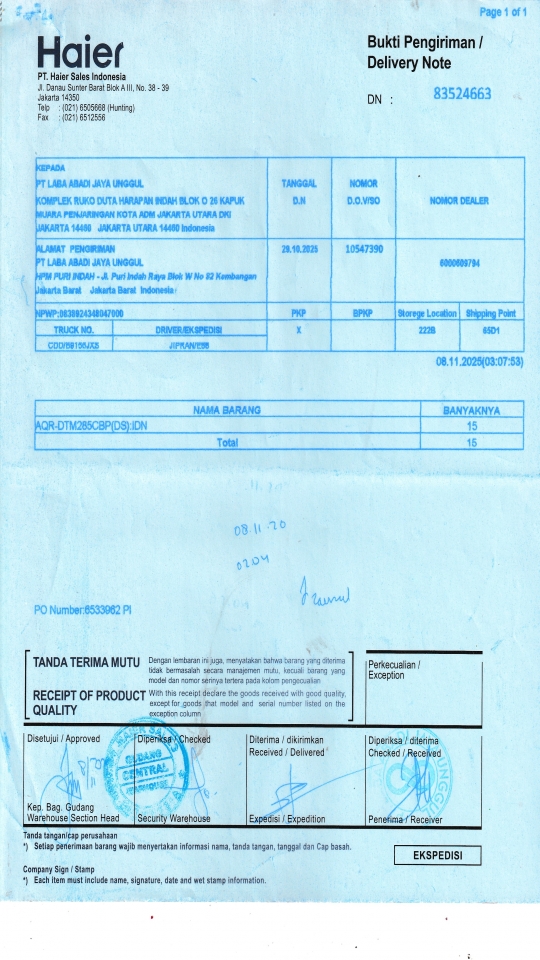 Page 1 of 1
Haier
Bukti Pengiriman /
Delivery Note
PT. Haier Sales Indonesia
Jl. Danau Sunter Barat Blok A III, No. 38 - 39
Jakarta 14350
Telp : (021) 6505668 (Hunting)
Fax : (021) 6512556
DN : 83524663
KEPADA
PT LABA ABADI JAYA UNGGUL
KOMPLEK RUKO DUTA HARAPAN INDAH BLOK O 26 KAPUK
MUARA PENJARINGAN KOTA ADM JAKARTA UTARA DKI
JAKARTA 14460 JAKARTA UTARA 14460 Indonesia
TANGGAL D.N
NOMOR D.O.V/SO
NOMOR DEALER
ALAMAT PENGIRIMAN
PT LABA ABADI JAYA UNGGUL
HPM PURI INDAH - Jl. Puri Indah Raya Blok W No 62 Kembangan
Jakarta Barat Jakarta Barat Indonesia
29.10.2025
10547390
6000609794
NPWP:0838924348047000 PKP BPKP Storege Location Shipping Point
TRUCK NO. DRIVER/EKSPEDISI X 222B 65D1
08.11.2025(03:07:53)
NAMA BARANG BANYAKNYA
AQR-DTM285CBP(DS):IDN 15
Total 15
08.11.20
02.04
PO Number:6533962 PI
TANDA TERIMA MUTU
Dengan lembaran ini juga, menyatakan bahwa barang yang diterima
tidak bermasalah secara manajemen mutu, kecuali barang yang
model dan nomor serinya tertera pada kolom pengecualian
RECEIPT OF PRODUCT QUALITY
With this receipt declare the goods received with good quality,
except for goods that model and serial number listed on the
exception column
Perkecualian /
Exception
Disetujui / Approved
Diperiksa / Checked
Diterima / dikirimkan
Received / Delivered
Diperiksa / diterima
Checked / Received
GUDANG
CENTRAL
Kep. Bag. Gudang
Warehouse Section Head
Security Warehouse
Expedisi / Expedition
Penerima / Receiver
Tanda tangan/cap perusahaan
*) Setiap penerimaan barang wajib menyertakan informasi nama, tanda tangan, tanggal dan Cap basah.
EKSPEDISI
Company Sign / Stamp
*) Each item must include name, signature, date and wet stamp information.